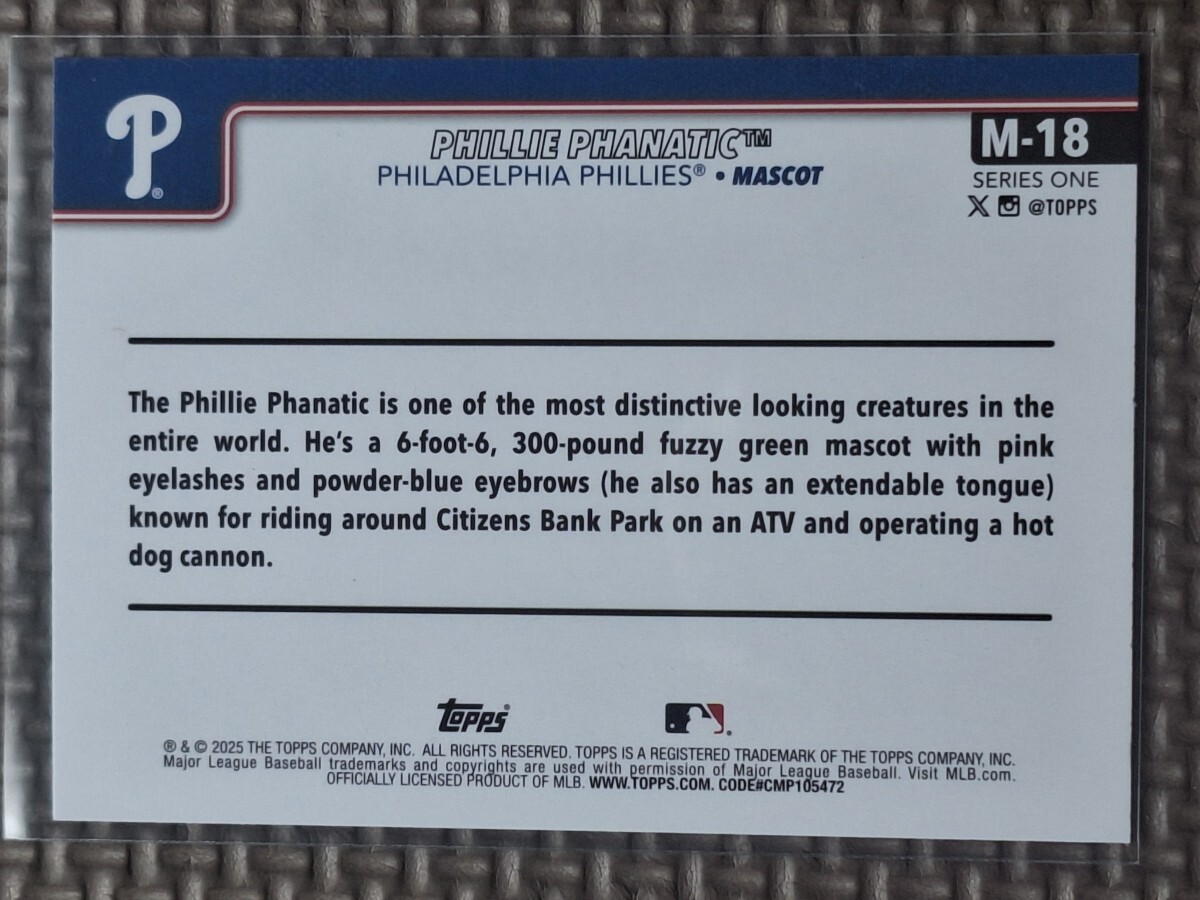 P®
PHILLIE PHANATIC™
PHILADELPHIA PHILLIES® • MASCOT
M-18
SERIES ONE
X @TOPPS
The Phillie Phanatic is one of the most distinctive looking creatures in the
entire world. He's a 6-foot-6, 300-pound fuzzy green mascot with pink
eyelashes and powder-blue eyebrows (he also has an extendable tongue)
known for riding around Citizens Bank Park on an ATV and operating a hot
dog cannon.
topps®
® & © 2025 THE TOPPS COMPANY, INC. ALL RIGHTS RESERVED. TOPPS IS A REGISTERED TRADEMARK OF THE TOPPS COMPANY, INC.
Major League Baseball trademarks and copyrights are used with permission of Major League Baseball. Visit MLB.com.
OFFICIALLY LICENSED PRODUCT OF MLB. WWW.TOPPS.COM. CODE#CMP105472